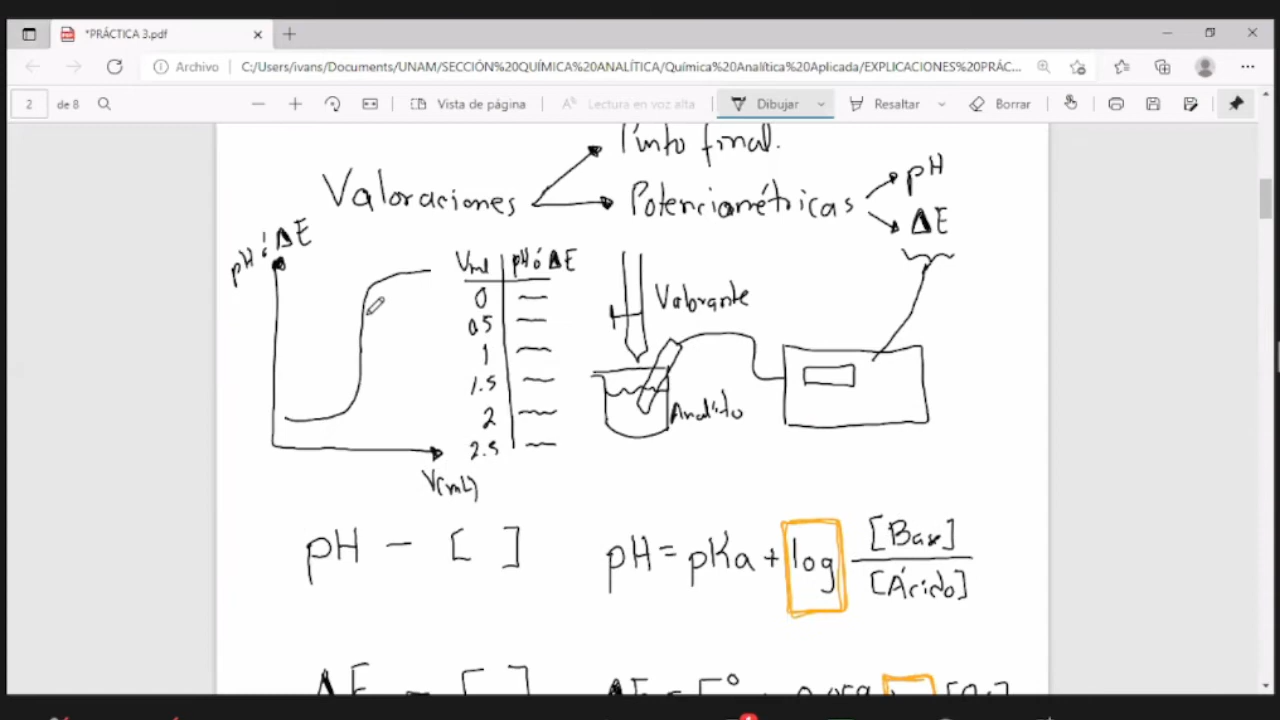 *PRÁCTICA 3.pdf
Archivo
C:/Users/ivans/Documents/UNAM/SECCIÓN%20QUÍMICA%20ANALÍTICA/Química%20Analítica%20Aplicada/EXPLICACIONES%20PRÁC...
2 de 8
Vista de página
Lectura en voz alta
Dibujar
Resaltar
Borrar
Punto final.
Valoraciones
Potenciométricas
pH
ΔE
pH ó ΔE
V(mL)
Vml pH ó ΔE
0
0.5
1
1.5
2
2.5
Valorante
Analito
pH - [ ]
pH = pKa + log [Base]
[Ácido]
ΔE - [ ]